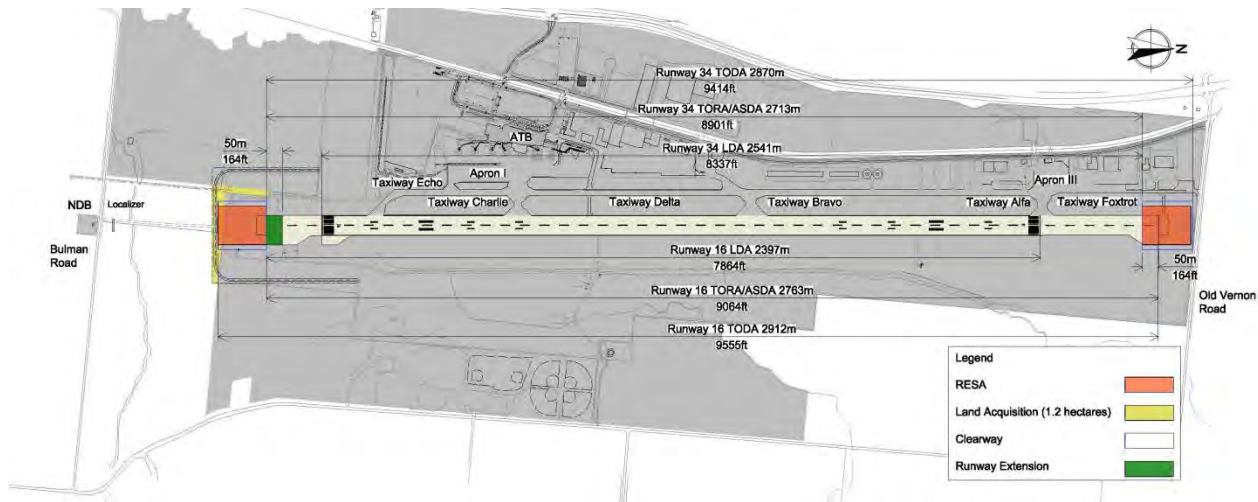 N
Runway 34 TODA 2870m
9414ft
Runway 34 TORA/ASDA 2713m
8901ft
ATB
50m
164ft
Runway 34 LDA 2541m
8337ft
Apron I
Apron III
Taxiway Echo
NDB
Localizer
Taxiway Charlie
Taxiway Delta
Taxiway Bravo
Taxiway Alfa
Taxiway Foxtrot
Bulman
Road
Runway 16 LDA 2397m
7864ft
50m
164ft
Runway 16 TORA/ASDA 2763m
9064ft
Old Vernon
Road
Runway 16 TODA 2912m
9555ft
Legend
RESA
Land Acquisition (1.2 hectares)
Clearway
Runway Extension